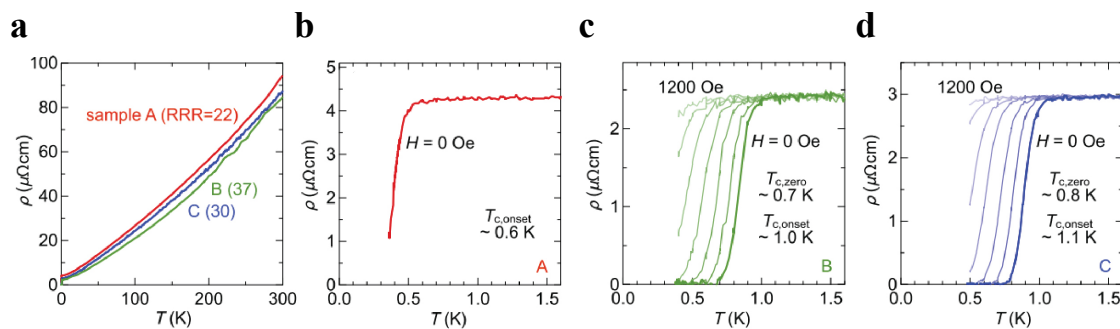 a
100
80
60
40
20
0
ρ (μΩcm)
sample A (RRR=22)
B (37)
C (30)
0
100
200
300
T (K)
b
5
4
3
2
1
0
ρ (μΩcm)
H = 0 Oe
Tc,onset
~ 0.6 K
A
0.0
0.5
1.0
1.5
T (K)
c
2
1
0
ρ (μΩcm)
1200 Oe
H = 0 Oe
Tc,zero
~ 0.7 K
Tc,onset
~ 1.0 K
B
0.0
0.5
1.0
1.5
T (K)
d
3
2
1
0
ρ (μΩcm)
1200 Oe
H = 0 Oe
Tc,zero
~ 0.8 K
Tc,onset
~ 1.1 K
C
0.0
0.5
1.0
1.5
T (K)